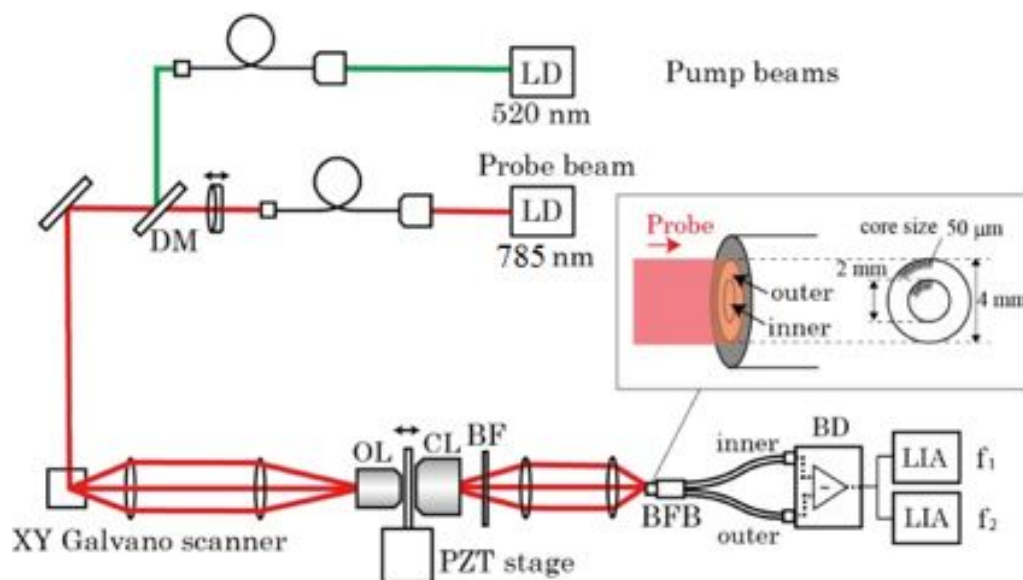 LD
Pump beams
520 nm
Probe beam
LD
DM
785 nm
Probe
core size 50 μm
2 mm
outer
4 mm
inner
OL
CL
BF
inner
BD
LIA
f₁
LIA
f₂
BFB
outer
XY Galvano scanner
PZT stage